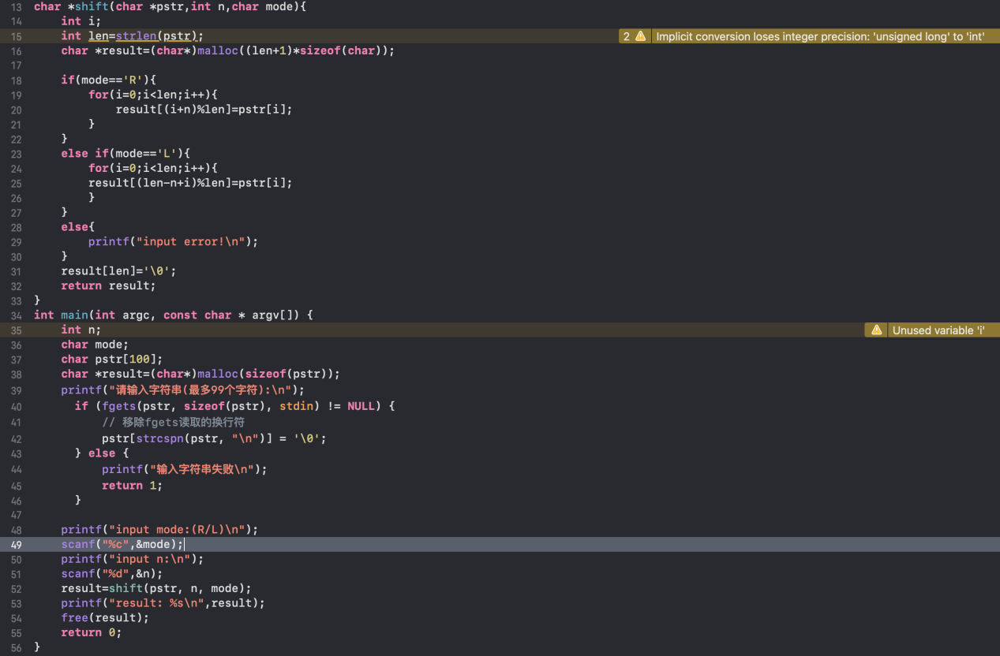 13 char *shift(char *pstr,int n,char mode){
14     int i;
15     int len=strlen(pstr); 2 Implicit conversion loses integer precision: 'unsigned long' to 'int'
16     char *result=(char*)malloc((len+1)*sizeof(char));
17
18     if(mode=='R'){
19         for(i=0;i<len;i++){
20             result[(i+n)%len]=pstr[i];
21         }
22     }
23     else if(mode=='L'){
24         for(i=0;i<len;i++){
25         result[(len-n+i)%len]=pstr[i];
26         }
27     }
28     else{
29         printf("input error!\n");
30     }
31     result[len]='\0';
32     return result;
33 }
34 int main(int argc, const char * argv[]) {
35     int n; Unused variable 'i'
36     char mode;
37     char pstr[100];
38     char *result=(char*)malloc(sizeof(pstr));
39     printf("请输入字符串(最多99个字符):\n");
40       if (fgets(pstr, sizeof(pstr), stdin) != NULL) {
41           // 移除fgets读取的换行符
42           pstr[strcspn(pstr, "\n")] = '\0';
43       } else {
44           printf("输入字符串失败\n");
45           return 1;
46       }
47
48     printf("input mode:(R/L)\n");
49     scanf("%c",&mode);
50     printf("input n:\n");
51     scanf("%d",&n);
52     result=shift(pstr, n, mode);
53     printf("result: %s\n",result);
54     free(result);
55     return 0;
56 }